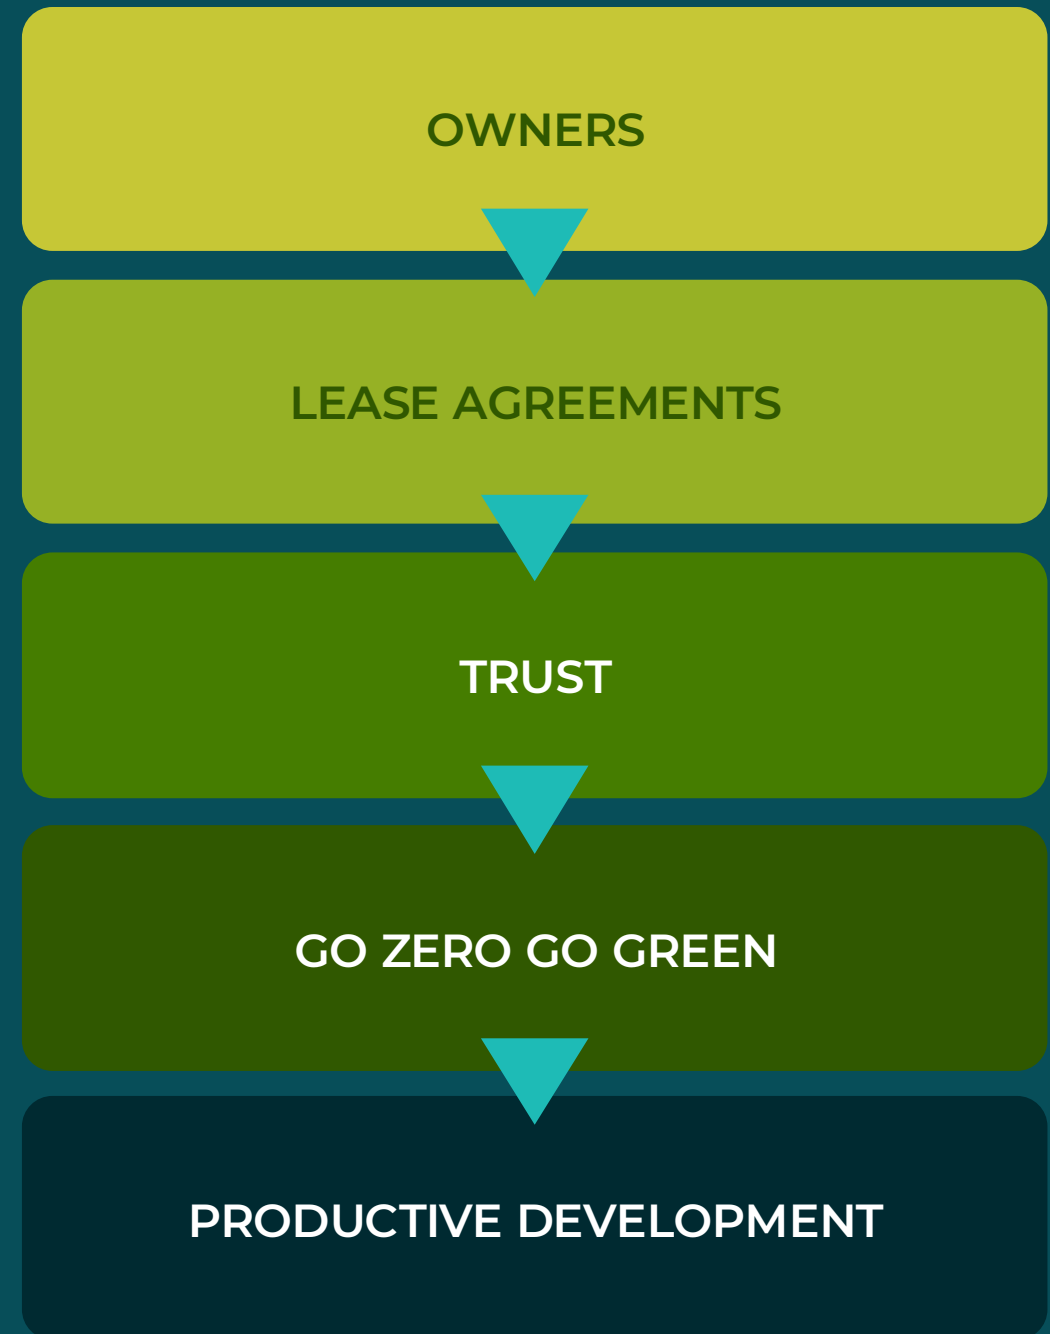 OWNERS
LEASE AGREEMENTS
TRUST
GO ZERO GO GREEN
PRODUCTIVE DEVELOPMENT